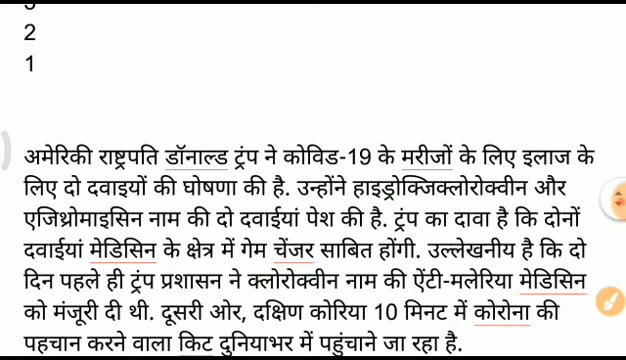 2
1
अमेरिकी राष्ट्रपति डॉनाल्ड ट्रंप ने कोविड-19 के मरीजों के लिए इलाज के
लिए दो दवाइयों की घोषणा की है. उन्होंने हाइड्रोक्जिक्लोरोक्वीन और
एजिथ्रोमाइसिन नाम की दो दवाईयां पेश की है. ट्रंप का दावा है कि दोनों
दवाईयां मेडिसिन के क्षेत्र में गेम चेंजर साबित होंगी. उल्लेखनीय है कि दो
दिन पहले ही ट्रंप प्रशासन ने क्लोरोक्वीन नाम की ऐंटी-मलेरिया मेडिसिन
को मंजूरी दी थी. दूसरी ओर, दक्षिण कोरिया 10 मिनट में कोरोना की
पहचान करने वाला किट दुनियाभर में पहुंचाने जा रहा है.